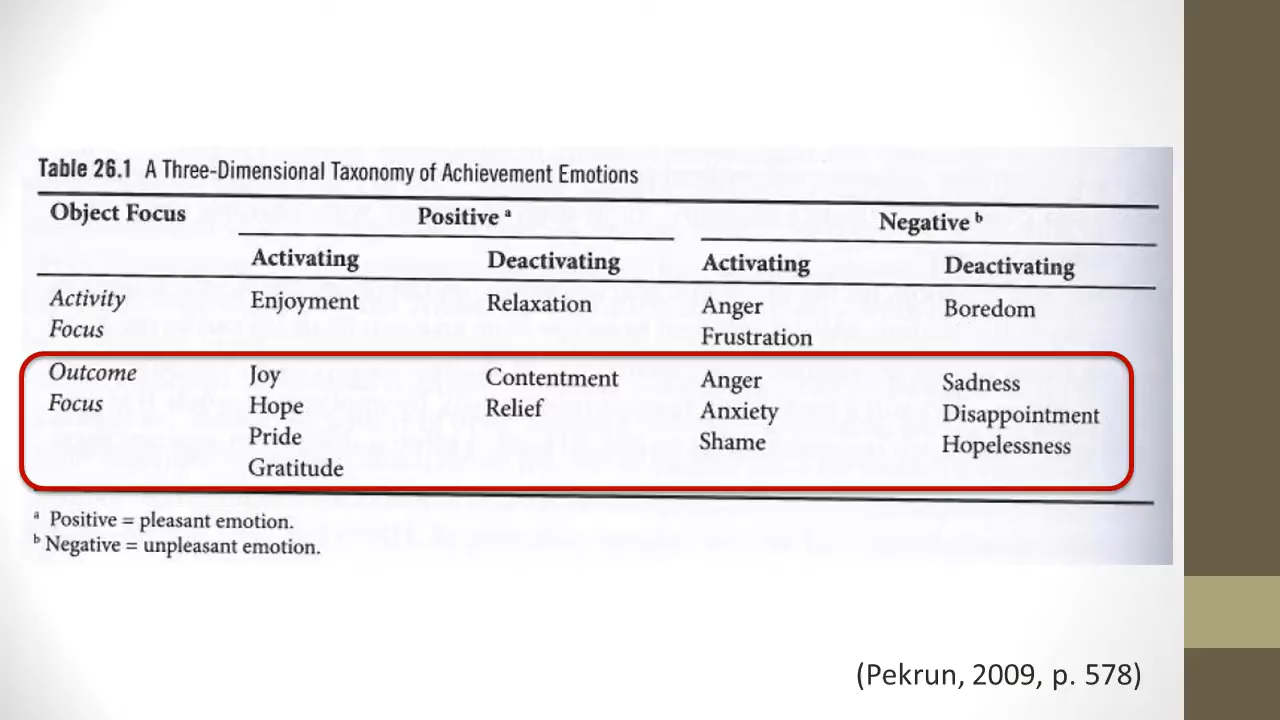 Table 26.1 A Three-Dimensional Taxonomy of Achievement Emotions
Object Focus Positive a Negative b
Activating Deactivating Activating Deactivating
Activity Enjoyment Relaxation Anger Boredom
Focus Frustration
Outcome Joy Contentment Anger Sadness
Focus Hope Relief Anxiety Disappointment
Pride Shame Hopelessness
Gratitude
a Positive = pleasant emotion.
b Negative = unpleasant emotion.
(Pekrun, 2009, p. 578)